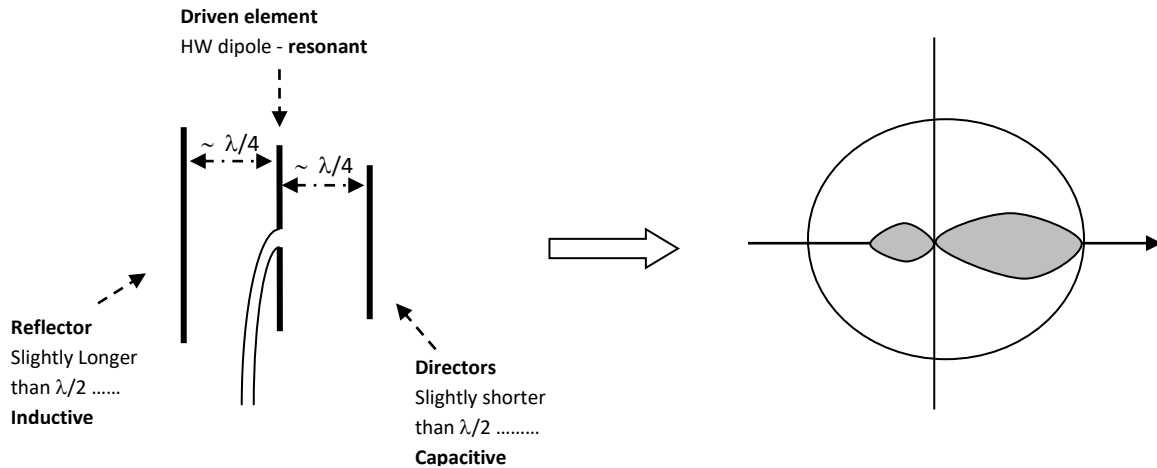 Driven element
HW dipole - resonant
~ λ/4
~ λ/4
Reflector
Slightly Longer
than λ/2 ......
Inductive
Directors
Slightly shorter
than λ/2 .........
Capacitive